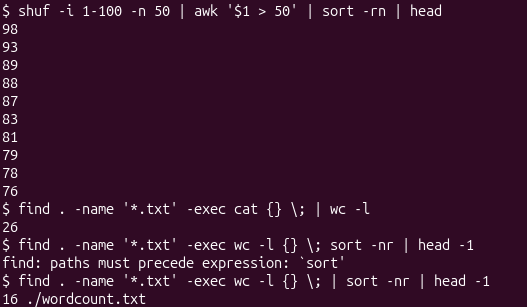 $ shuf -i 1-100 -n 50 | awk '$1 > 50' | sort -rn | head
98
93
89
88
87
83
81
79
78
76
$ find . -name '*.txt' -exec cat {} \; | wc -l
26
$ find . -name '*.txt' -exec wc -l {} \; sort -nr | head -1
find: paths must precede expression: `sort'
$ find . -name '*.txt' -exec wc -l {} \; | sort -nr | head -1
16 ./wordcount.txt